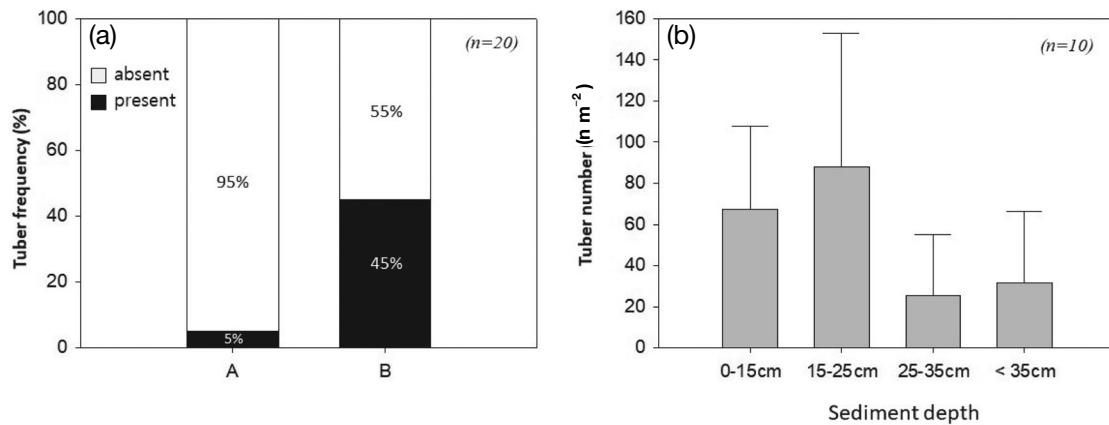 (a)
(n=20)
absent
present
Tuber frequency (%)
100
80
60
40
20
0
95%
5%
55%
45%
A
B
(b)
(n=10)
Tuber number (n m⁻²)
160
140
120
100
80
60
40
20
0
0-15cm
15-25cm
25-35cm
< 35cm
Sediment depth